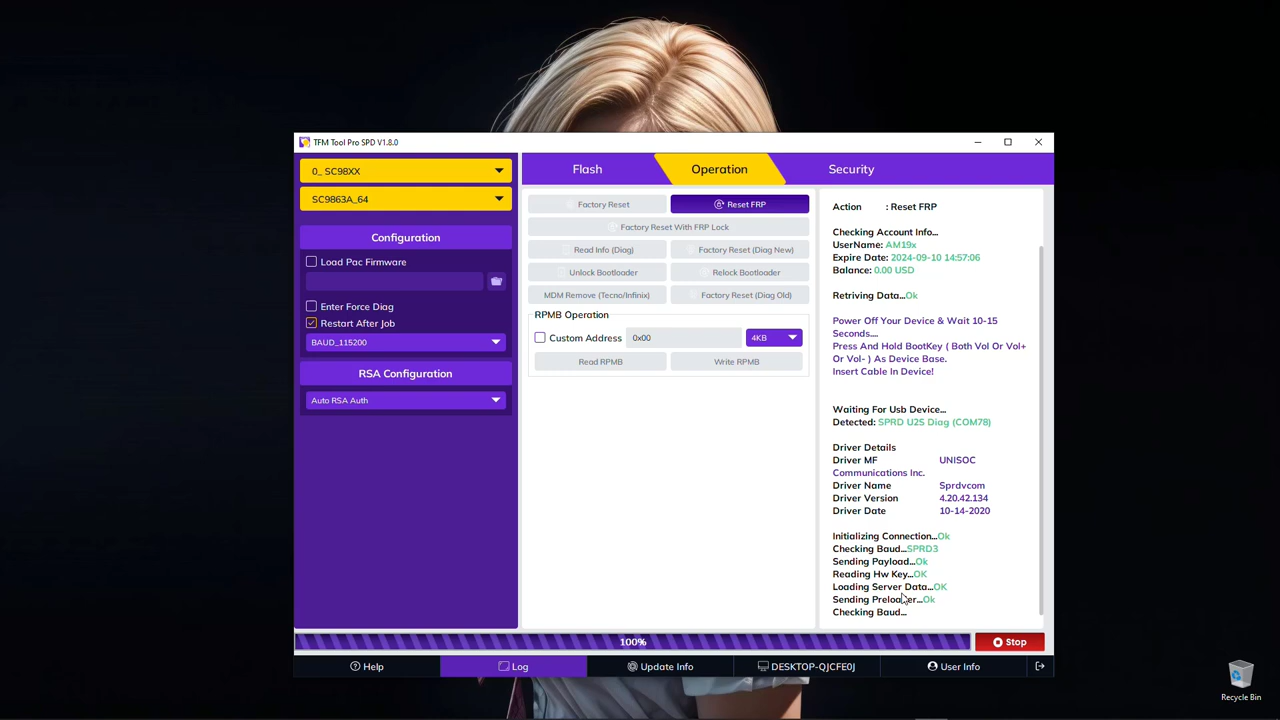 TFM Tool Pro SPD V1.8.0
0_ SC98XX
SC9863A_64
Configuration
Load Pac Firmware
Enter Force Diag
Restart After Job
BAUD_115200
RSA Configuration
Auto RSA Auth
Flash
Operation
Security
Factory Reset
Reset FRP
Factory Reset With FRP Lock
Read Info (Diag)
Factory Reset (Diag New)
Unlock Bootloader
Relock Bootloader
MDM Remove (Tecno/Infinix)
Factory Reset (Diag Old)
RPMB Operation
Custom Address
0x00
4KB
Read RPMB
Write RPMB
Action : Reset FRP
Checking Account Info...
UserName: AM19x
Expire Date: 2024-09-10 14:57:06
Balance: 0.00 USD
Retriving Data...Ok
Power Off Your Device & Wait 10-15
Seconds....
Press And Hold BootKey ( Both Vol Or Vol+
Or Vol- ) As Device Base.
Insert Cable In Device!
Waiting For Usb Device...
Detected: SPRD U2S Diag (COM78)
Driver Details
Driver MF UNISOC
Communications Inc.
Driver Name Sprdvcom
Driver Version 4.20.42.134
Driver Date 10-14-2020
Initializing Connection...Ok
Checking Baud...SPRD3
Sending Payload...Ok
Reading Hw Key...OK
Loading Server Data...OK
Sending Preloader...Ok
Checking Baud...
100%
Stop
Help
Log
Update Info
DESKTOP-QJCFE0J
User Info
Recycle Bin